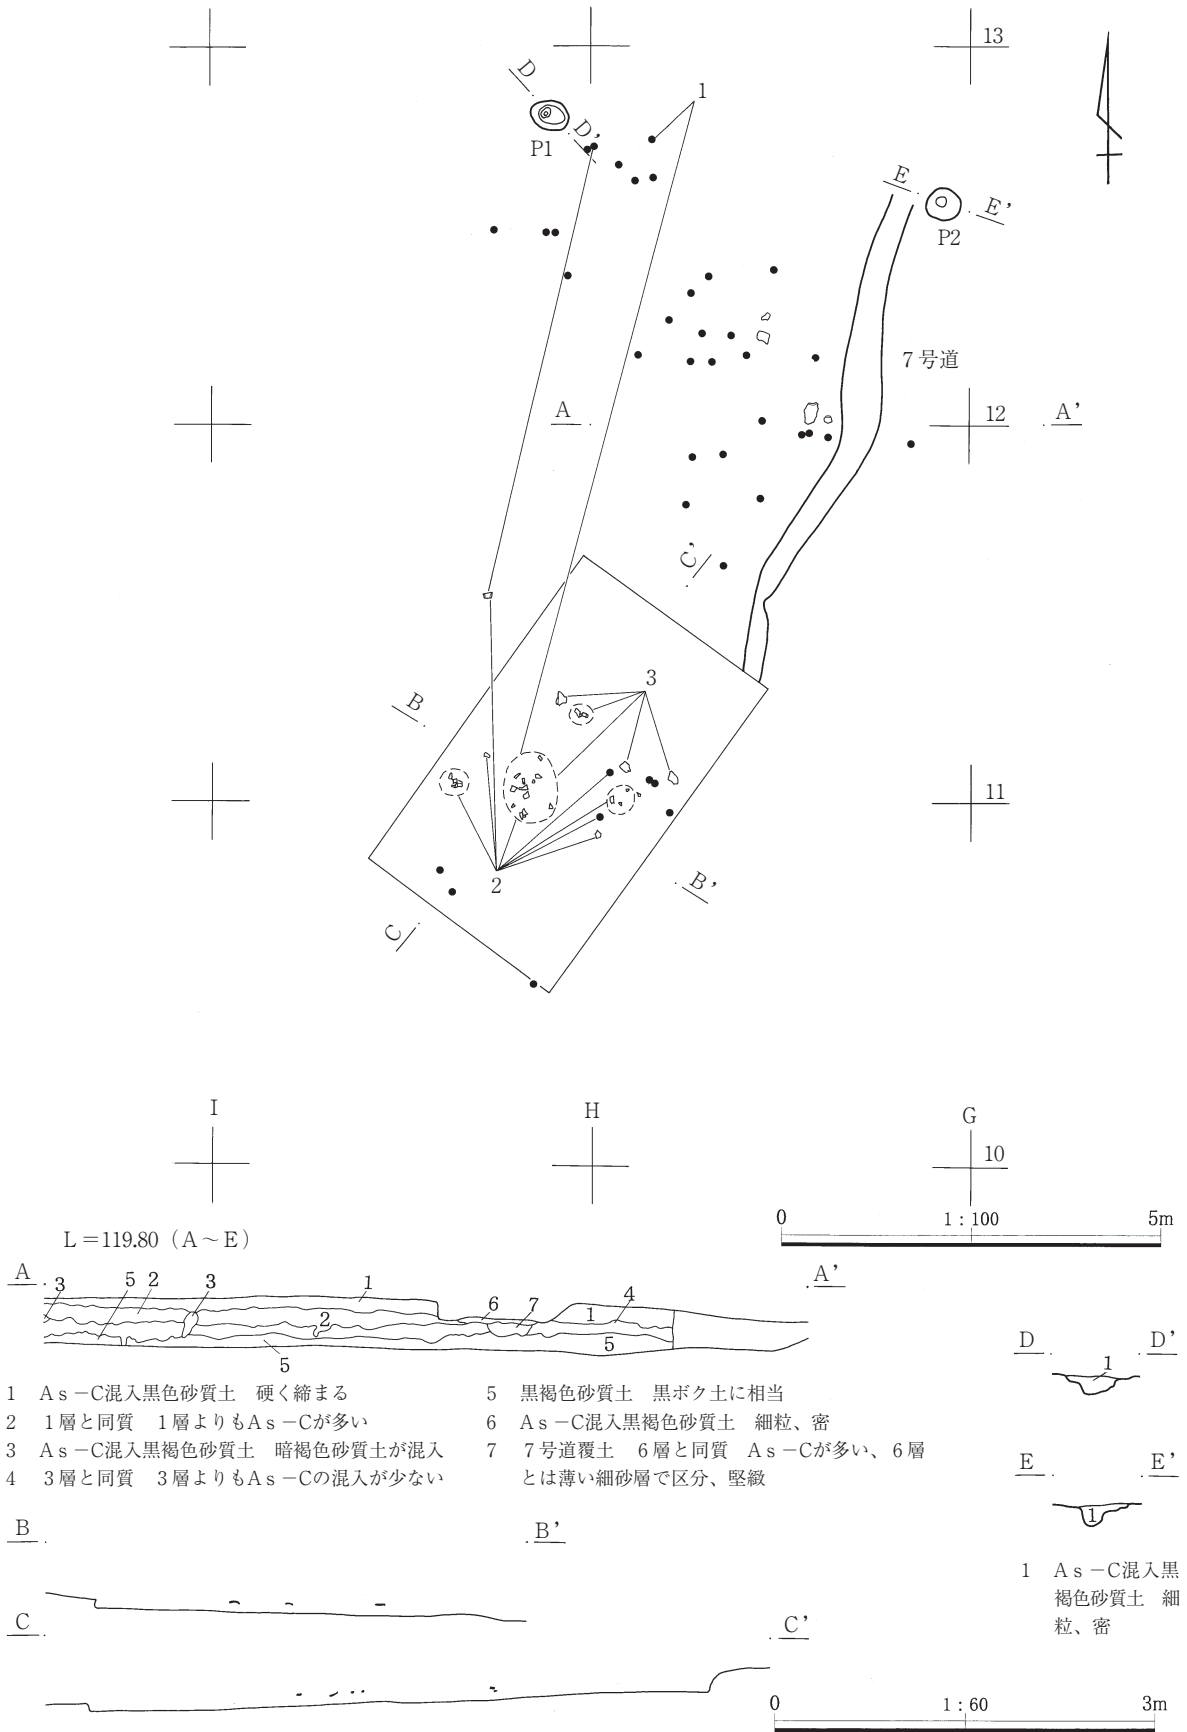 13
D
1
D’
P1
E
E’
P2
7号道
A
12
A’
C’
3
B
11
2
B’
C
I
H
G
10
L＝119.80（A～E）
0
1：100
5m
A
A’
3
5
2
3
1
6
7
4
1
2
5
5
D
D’
1
1　As－C混入黒色砂質土　硬く締まる
2　1層と同質　1層よりもAs－Cが多い
3　As－C混入黒褐色砂質土　暗褐色砂質土が混入
4　3層と同質　3層よりもAs－Cの混入が少ない
5　黒褐色砂質土　黒ボク土に相当
6　As－C混入黒褐色砂質土　細粒、密
7　7号道覆土　6層と同質　As－Cが多い、6層
とは薄い細砂層で区分、堅緻
E
E’
1
1　As－C混入黒
褐色砂質土　細
粒、密
B
B’
C
C’
0
1：60
3m